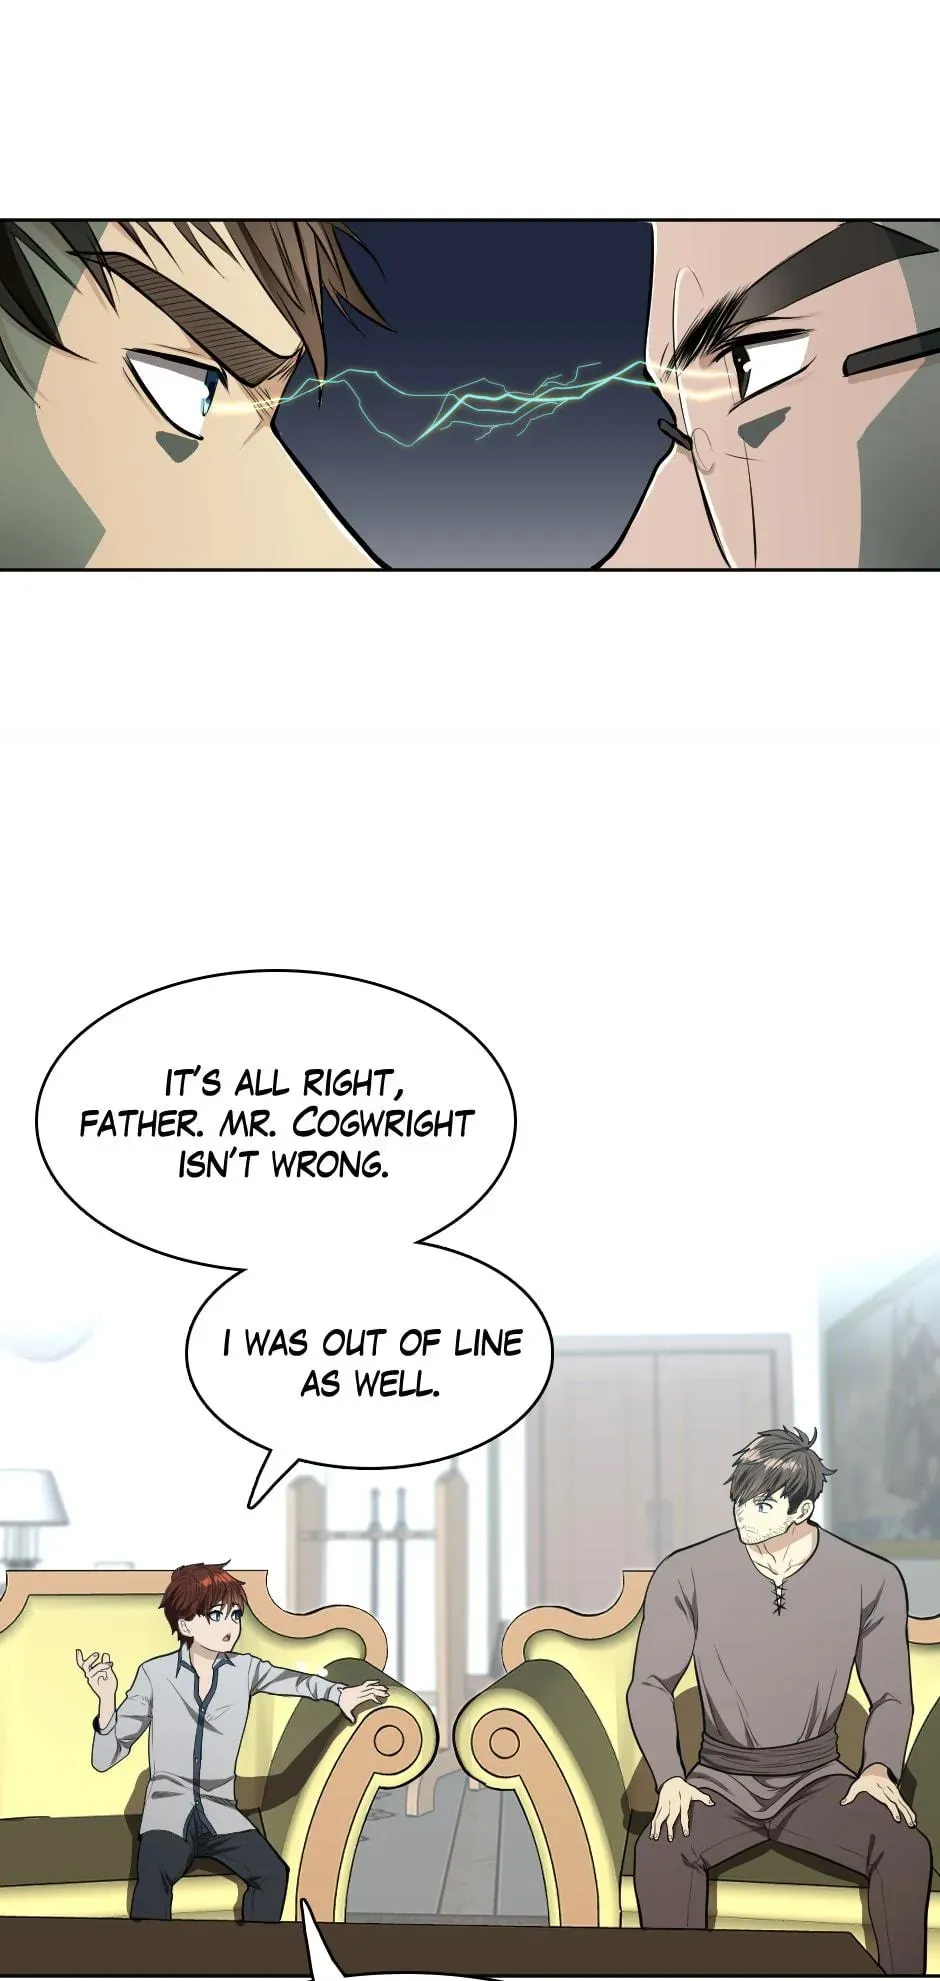 IT'S ALL RIGHT,
FATHER. MR. COGWRIGHT
ISN'T WRONG.
I WAS OUT OF LINE
AS WELL.